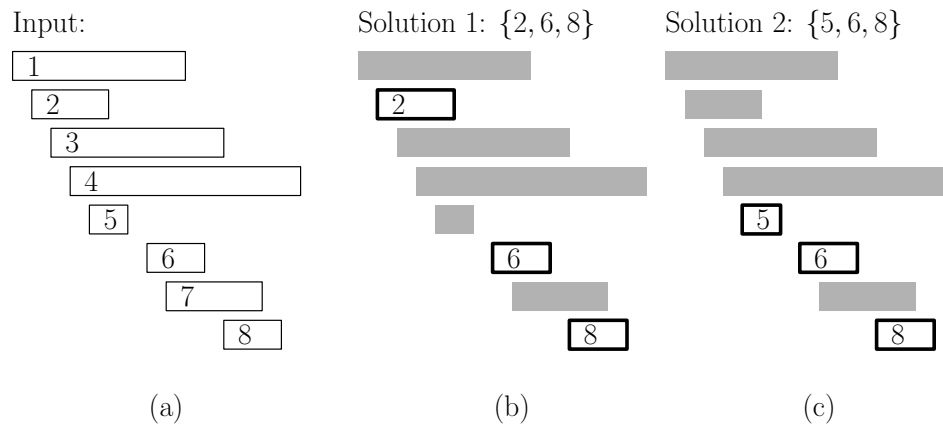 Input:
1
2
3
4
5
6
7
8
(a)
Solution 1: {2, 6, 8}
2
6
8
(b)
Solution 2: {5, 6, 8}
5
6
8
(c)